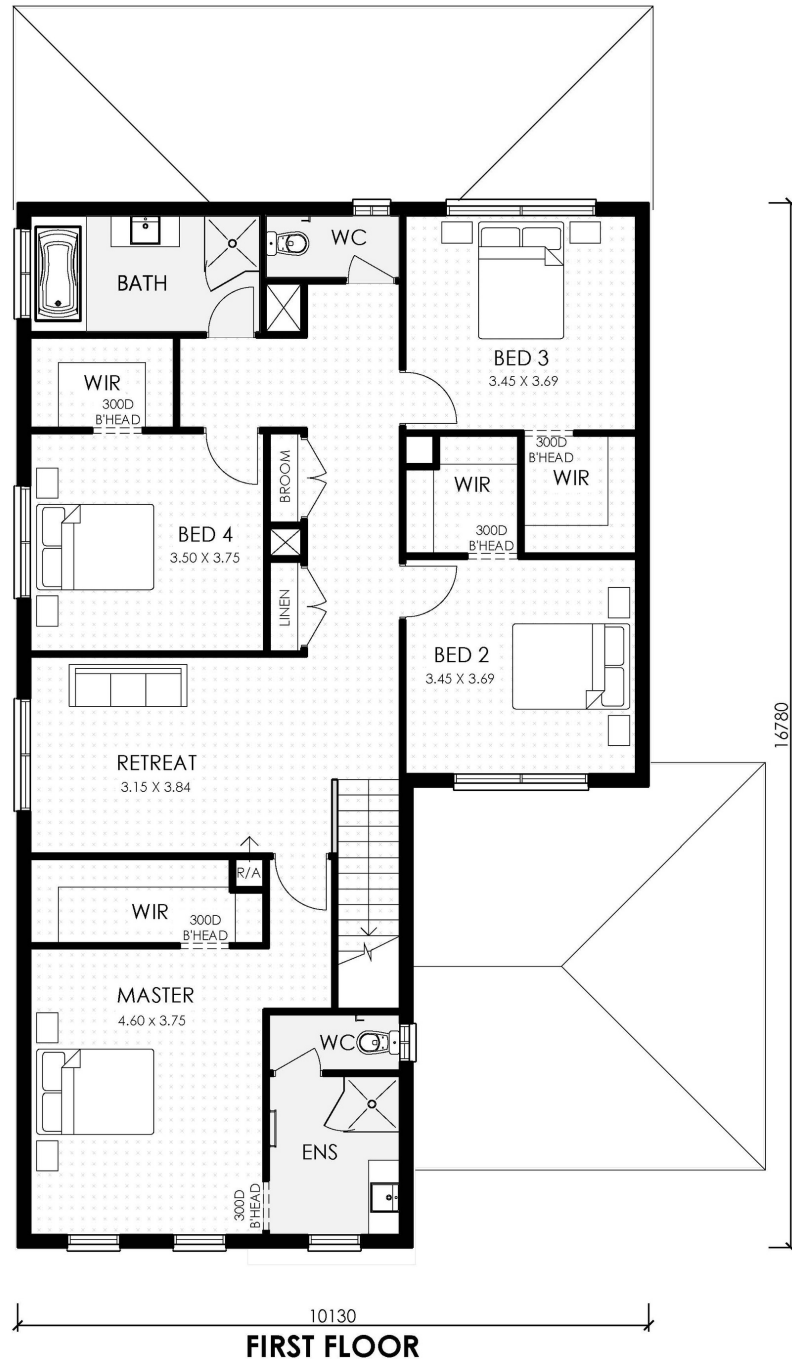 WC
BATH
BED 3
3.45 X 3.69
WIR
300D
B'HEAD
300D
B'HEAD
WIR
WIR
300D
B'HEAD
BROOM
BED 4
3.50 X 3.75
LINEN
BED 2
3.45 X 3.69
16780
RETREAT
3.15 X 3.84
R/A
WIR
300D
B'HEAD
MASTER
4.60 x 3.75
WC
ENS
300D
B'HEAD
10130
FIRST FLOOR